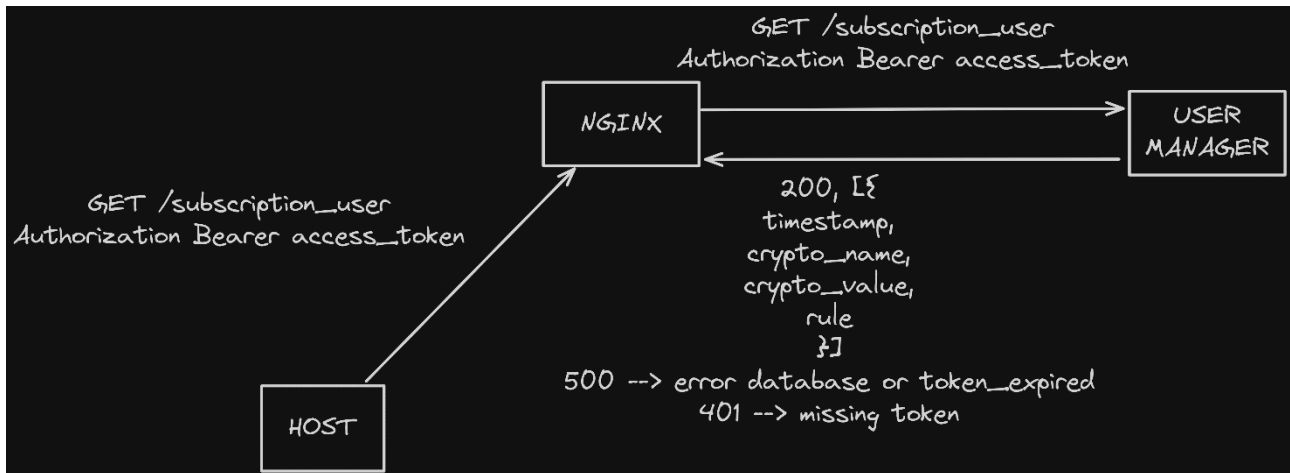 GET /subscription_user
Authorization Bearer access_token
NGINX
USER
MANAGER
GET /subscription_user
Authorization Bearer access_token
200, [{
timestamp,
crypto_name,
crypto_value,
rule
}]
500 --> error database or token_expired
401 --> missing token
HOST